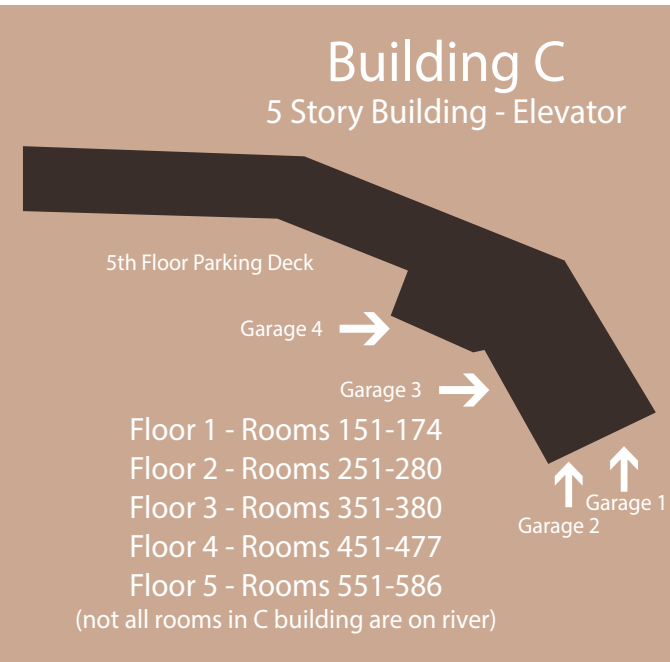 Building C
5 Story Building - Elevator
5th Floor Parking Deck
Garage 4
Garage 3
Floor 1 - Rooms 151-174
Floor 2 - Rooms 251-280
Floor 3 - Rooms 351-380
Floor 4 - Rooms 451-477
Floor 5 - Rooms 551-586
(not all rooms in C building are on river)
Garage 1
Garage 2